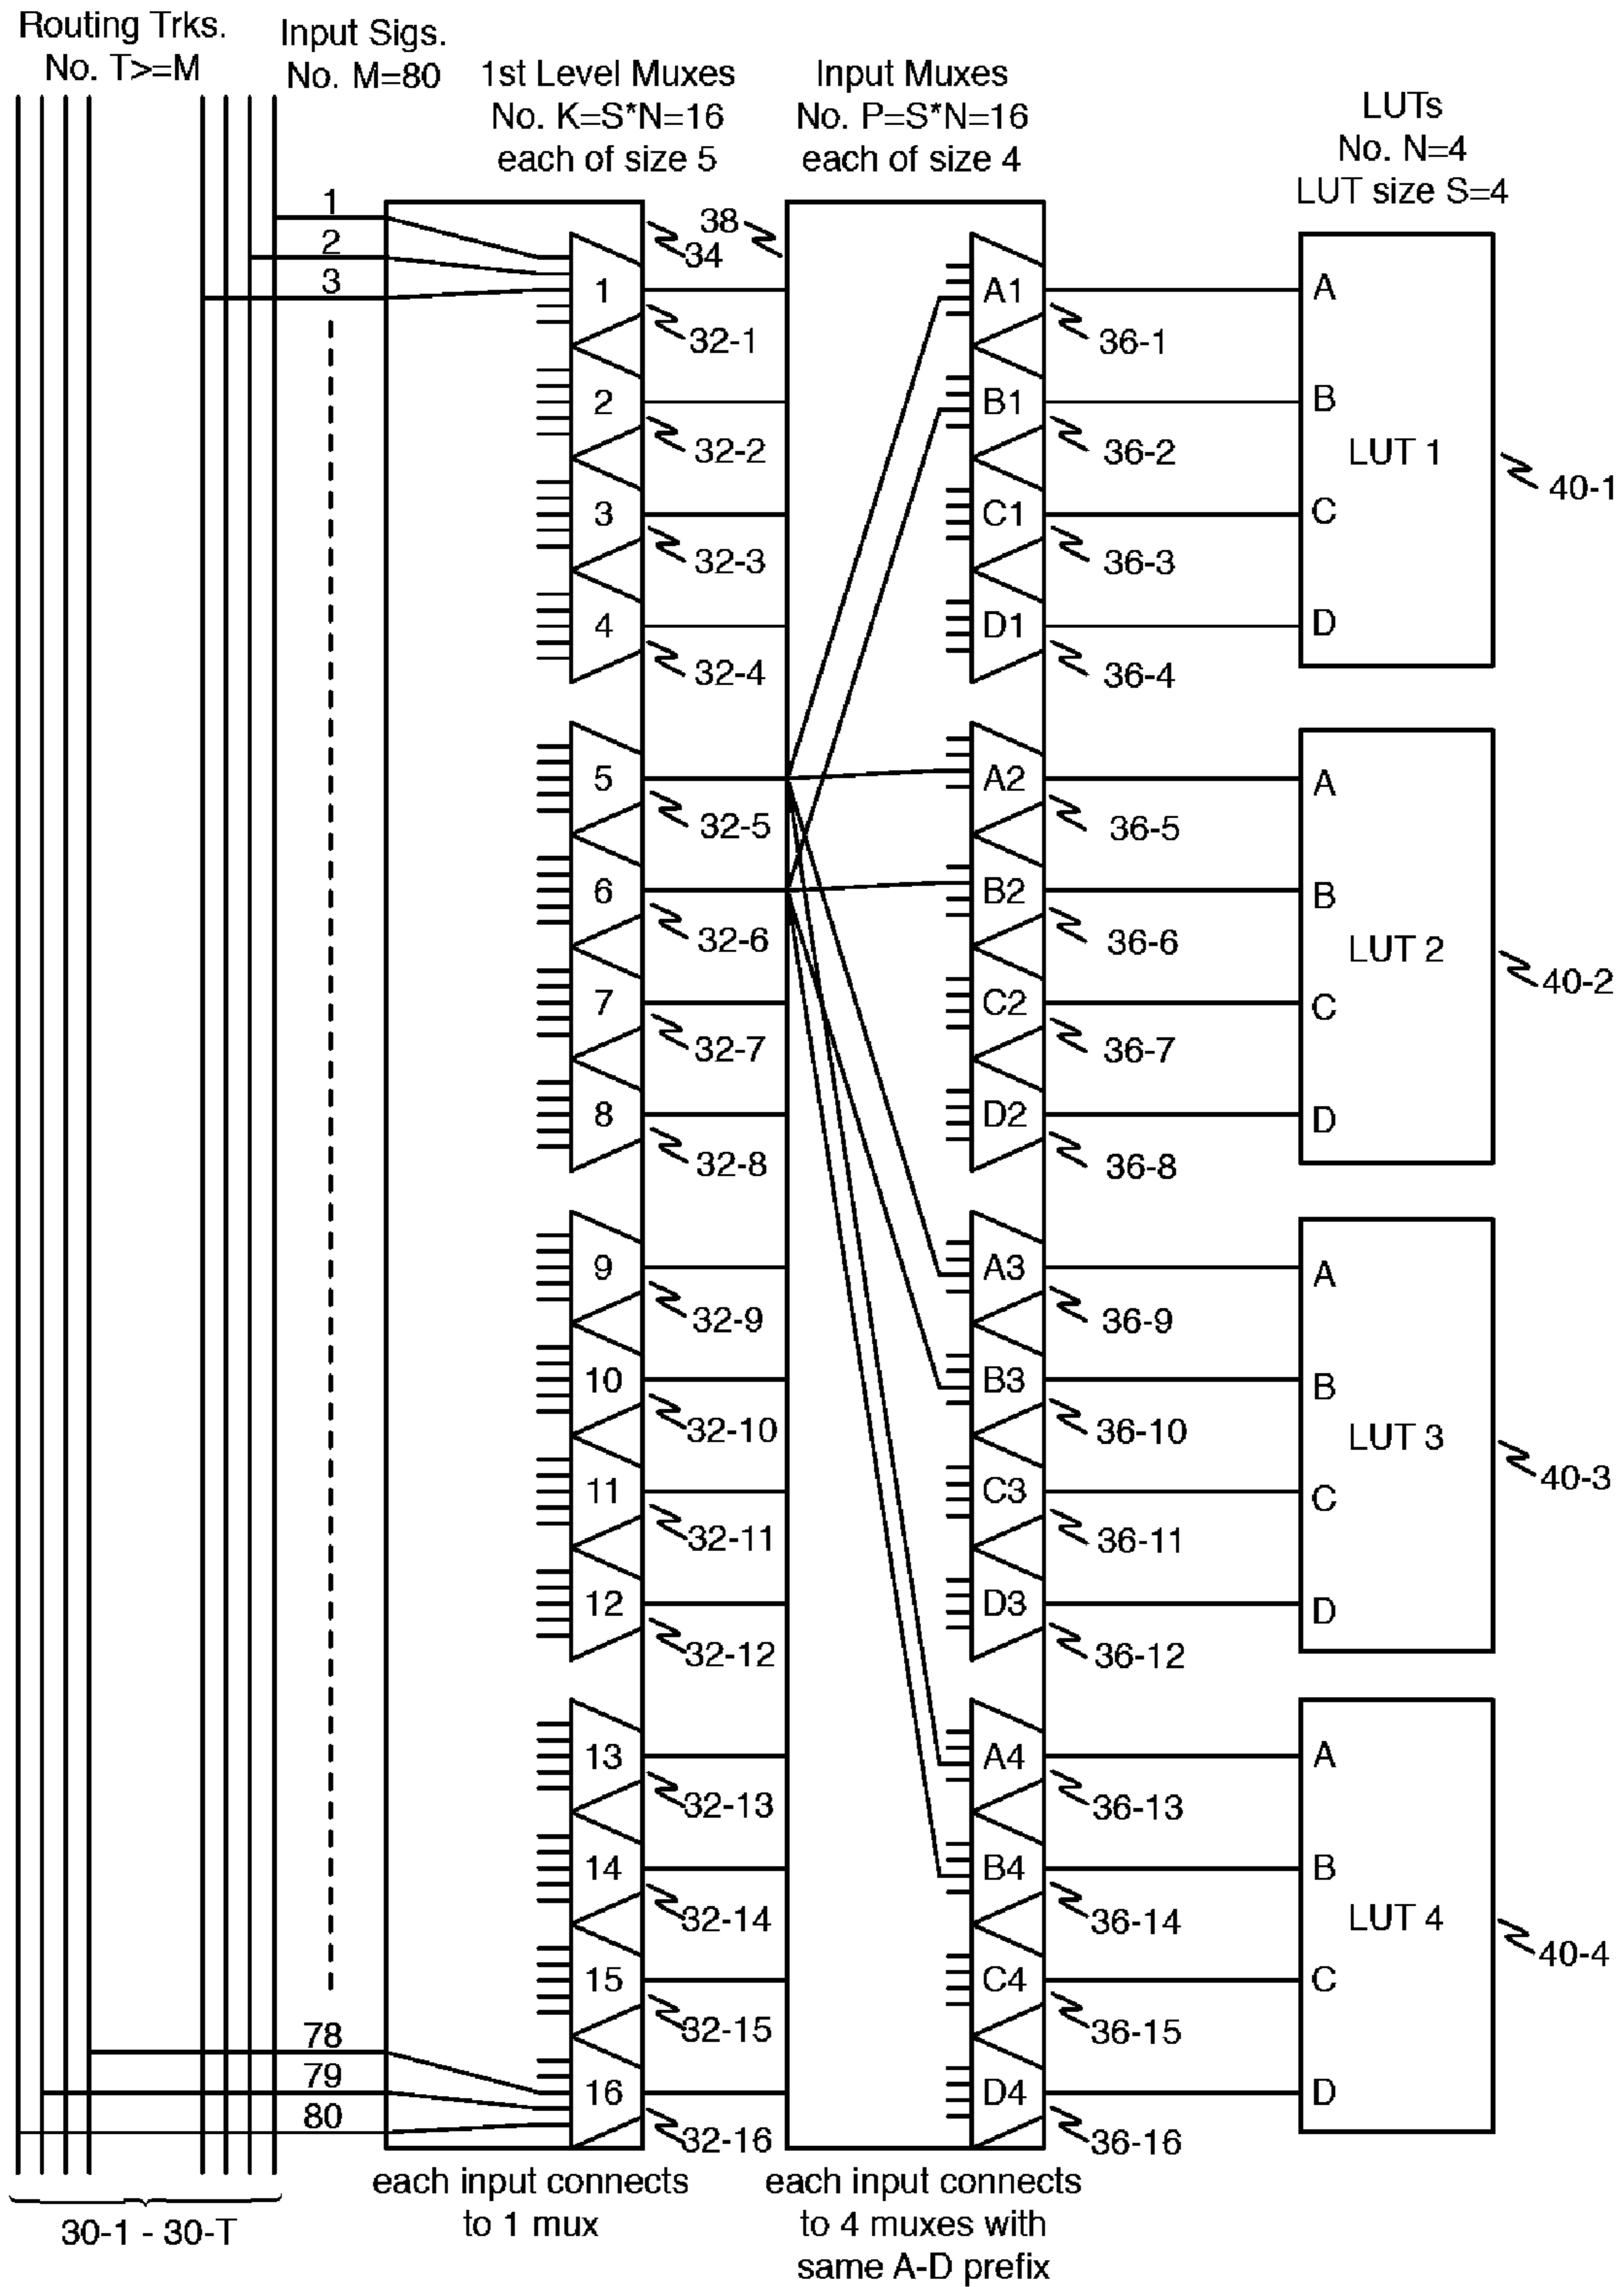 Routing Trks.
No. T>=M
Input Sigs.
No. M=80
1st Level Muxes
No. K=S*N=16
each of size 5
Input Muxes
No. P=S*N=16
each of size 4
LUTs
No. N=4
LUT size S=4
1
2
3
78
79
80
34
38
1
32-1
2
32-2
3
32-3
4
32-4
5
32-5
6
32-6
7
32-7
8
32-8
9
32-9
10
32-10
11
32-11
12
32-12
13
32-13
14
32-14
15
32-15
16
32-16
A1
36-1
B1
36-2
C1
36-3
D1
36-4
A2
36-5
B2
36-6
C2
36-7
D2
36-8
A3
36-9
B3
36-10
C3
36-11
D3
36-12
A4
36-13
B4
36-14
C4
36-15
D4
36-16
A
B
LUT 1
40-1
C
D
A
B
LUT 2
40-2
C
D
A
B
LUT 3
40-3
C
D
A
B
LUT 4
40-4
C
D
30-1 - 30-T
each input connects
to 1 mux
each input connects
to 4 muxes with
same A-D prefix